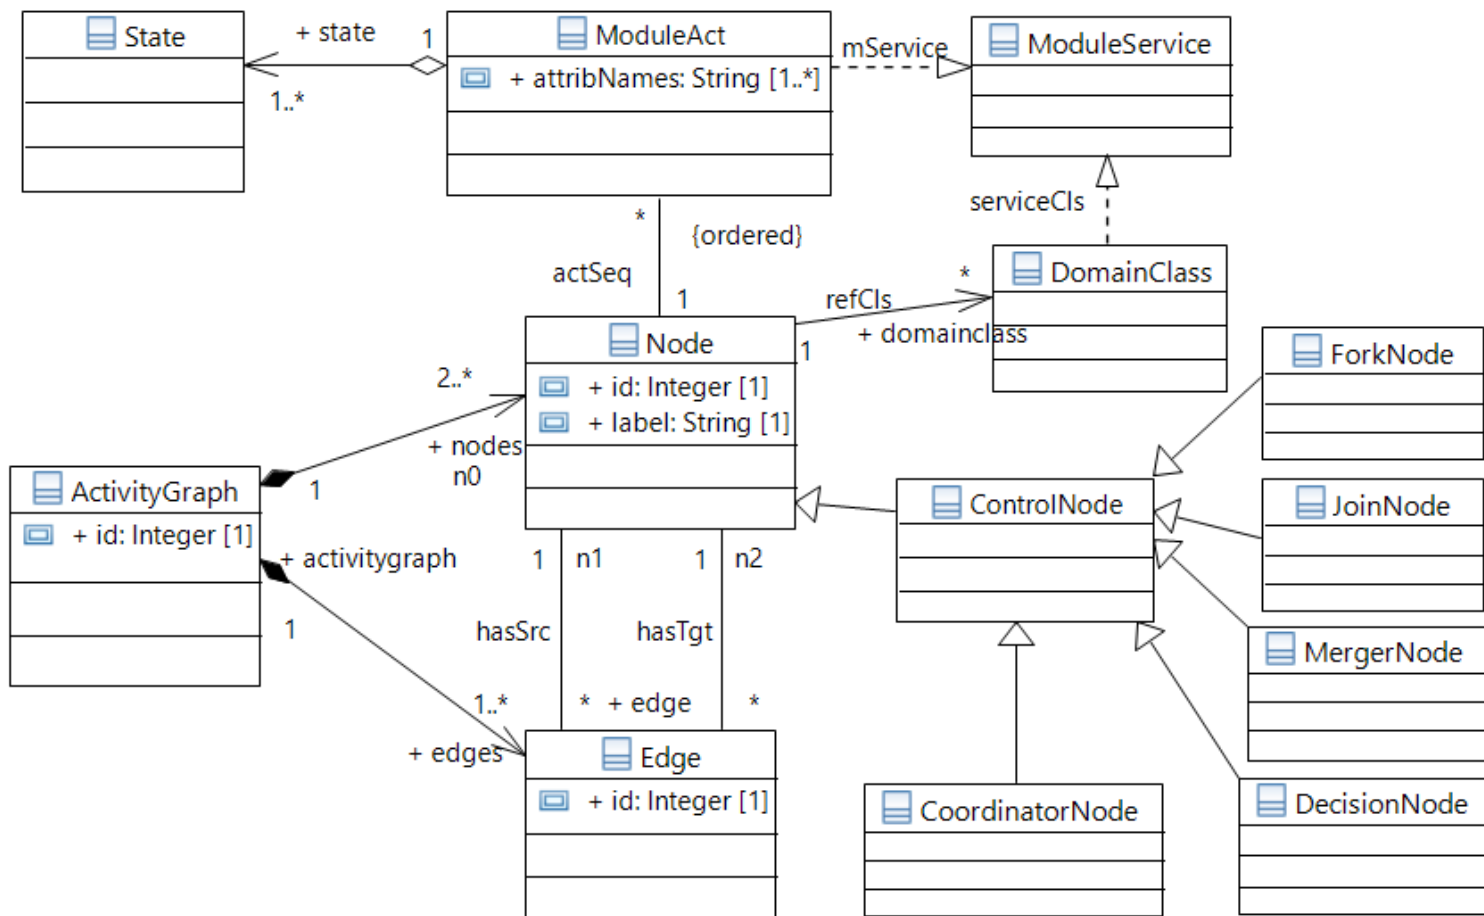 State
+ state
1
1..*
ModuleAct
+ attribNames: String [1..*]
mService
ModuleService
serviceCls
*
{ordered}
actSeq
1
DomainClass
*
refCls
+ domainclass
1
Node
+ id: Integer [1]
+ label: String [1]
2..*
+ nodes
n0
1
ActivityGraph
+ id: Integer [1]
+ activitygraph
1
1..*
+ edges
1
n1
1
n2
hasSrc
hasTgt
*
+ edge
*
Edge
+ id: Integer [1]
ControlNode
ForkNode
JoinNode
MergerNode
DecisionNode
CoordinatorNode